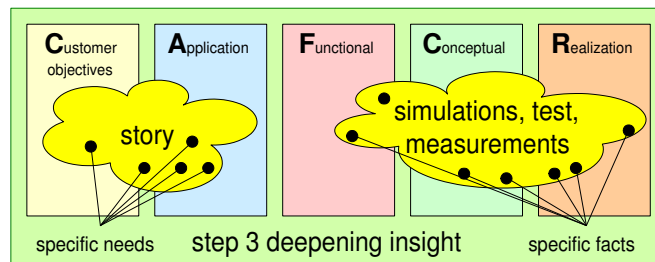 Customer
objectives
Application
Functional
Conceptual
Realization
story
simulations, test,
measurements
specific needs
step 3 deepening insight
specific facts